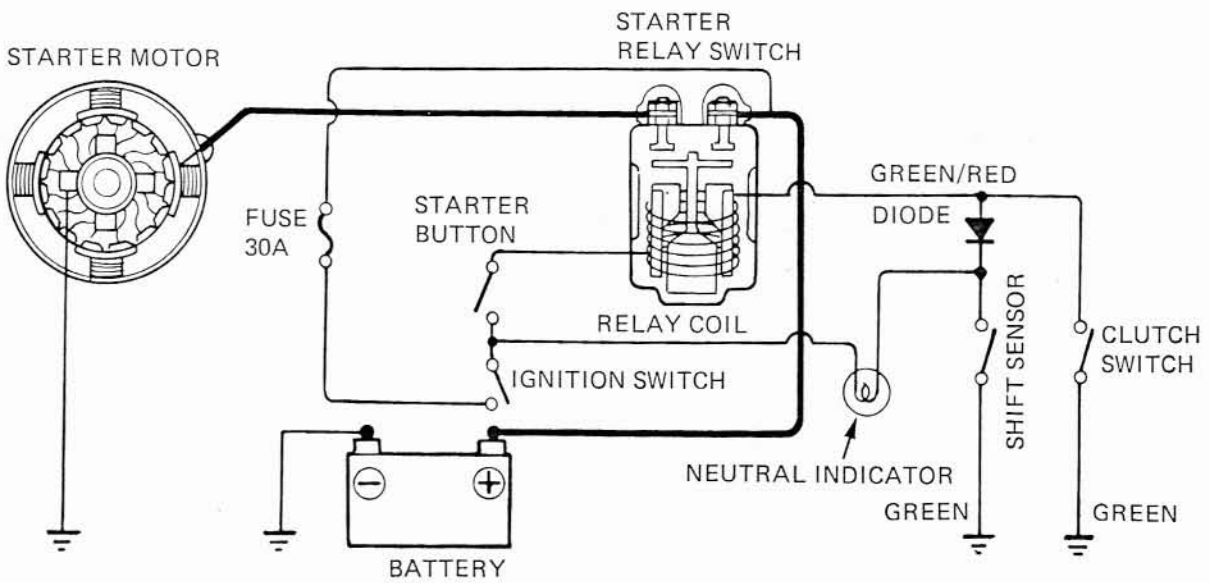 STARTER
RELAY SWITCH
STARTER MOTOR
GREEN/RED
DIODE
FUSE
30A
STARTER
BUTTON
RELAY COIL
IGNITION SWITCH
SHIFT SENSOR
CLUTCH
SWITCH
NEUTRAL INDICATOR
GREEN
GREEN
BATTERY